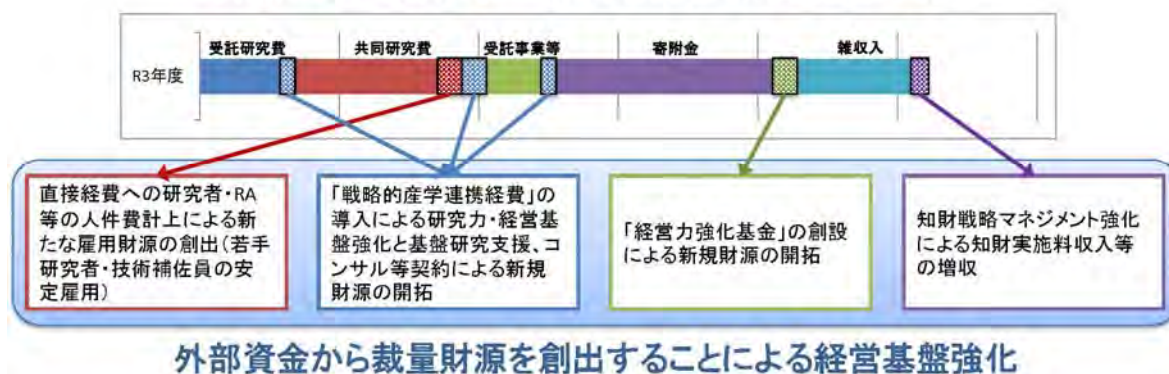 受託研究費
共同研究費
受託事業等
寄附金
雑収入
R3年度
直接経費への研究者・RA
等の人件費計上による新
たな雇用財源の創出(若手
研究者・技術補佐員の安
定雇用)
「戦略的産学連携経費」の
導入による研究力・経営基
盤強化と基盤研究支援、コ
ンサル等契約による新規
財源の開拓
「経営力強化基金」の創設
による新規財源の開拓
知財戦略マネジメント強化
による知財実施料収入等
の増収
外部資金から裁量財源を創出することによる経営基盤強化